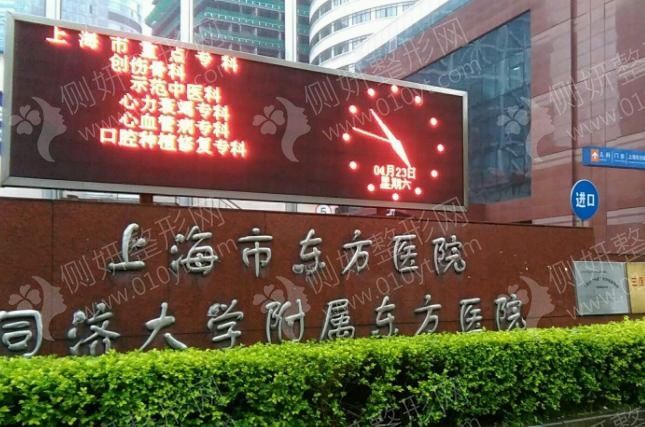 上海市重点专科
创伤骨科
示范中医科
心力衰竭专科
心血管病专科
口腔种植修复专科
04月23日
星期六
进口
上海市东方医院
同济大学附属东方医院
侧妍整形网
www.010yt.com